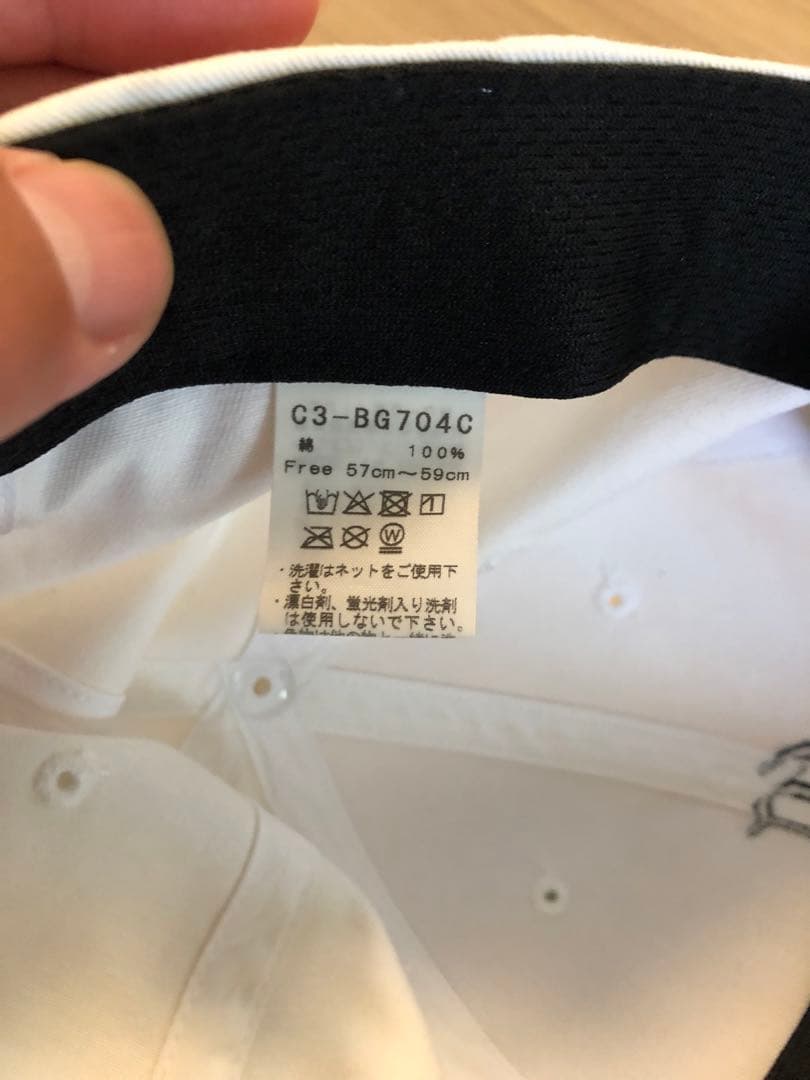 C3-BG704C
綿 100%
Free 57cm～59cm
W
・洗濯はネットをご使用下
さい。
・漂白剤、蛍光剤入り洗剤
は使用しないで下さい。